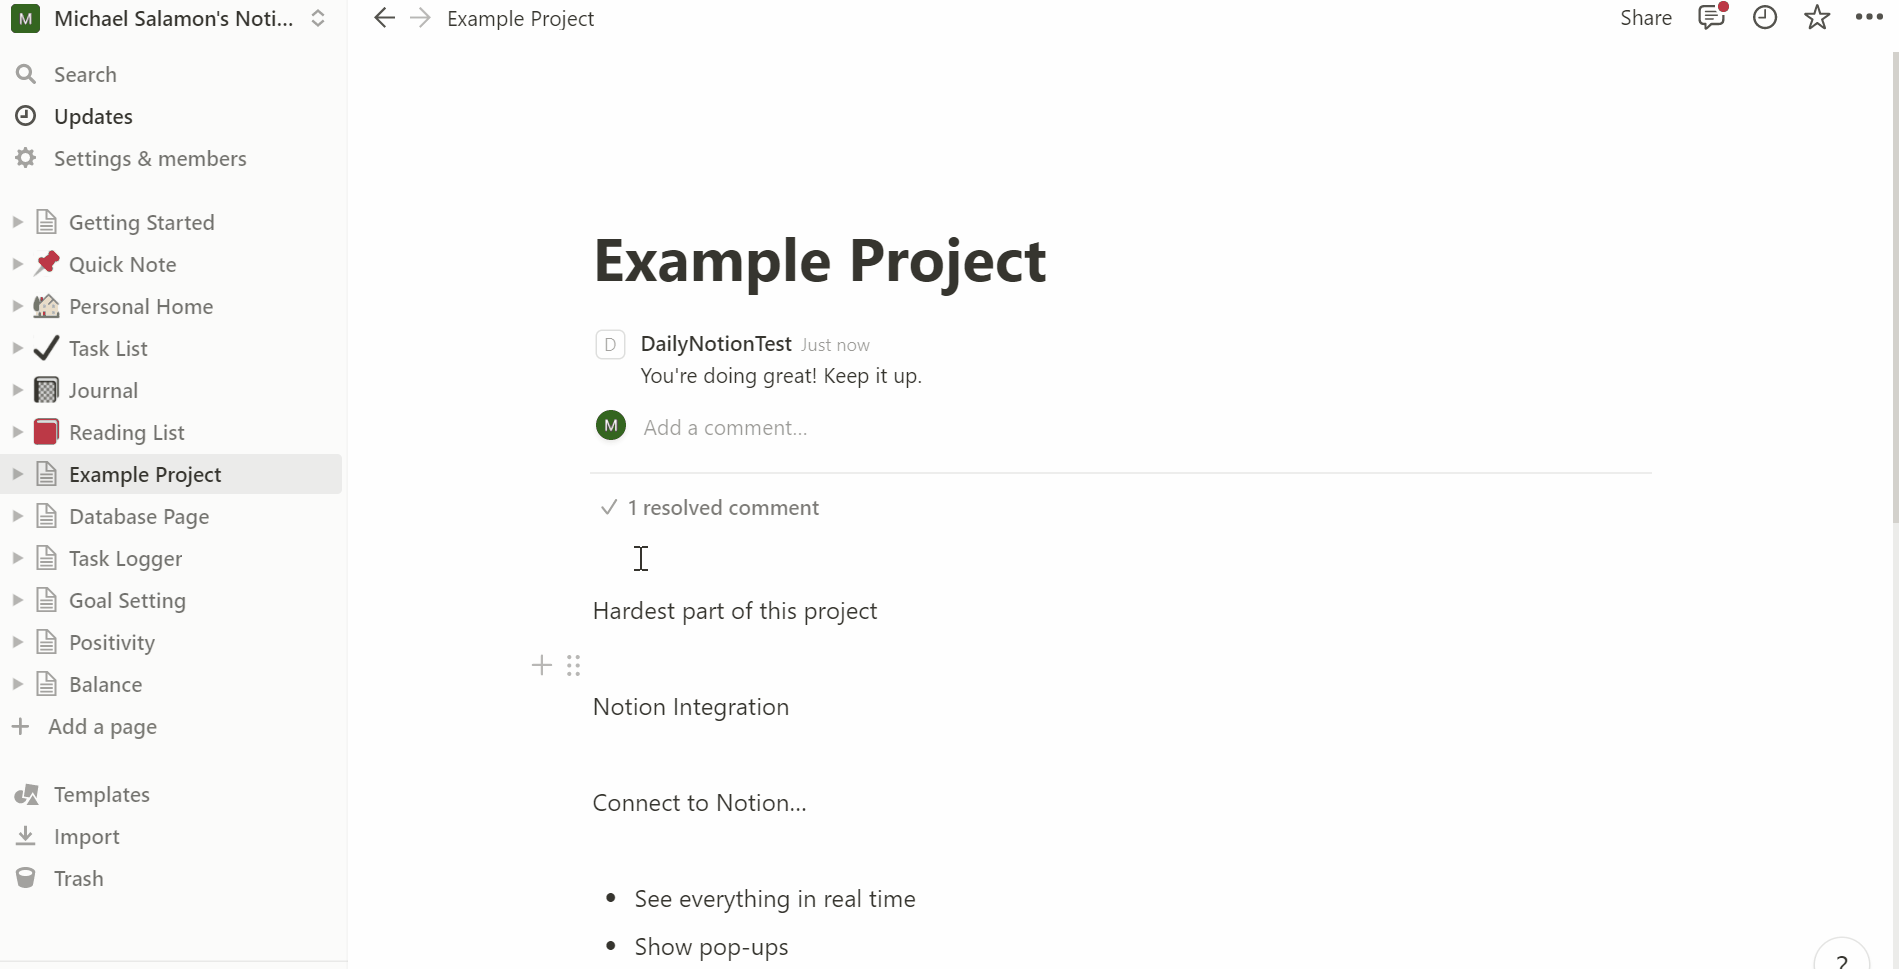 M Michael Salamon's Noti...
Search
Updates
Settings & members
Getting Started
Quick Note
Personal Home
Task List
Journal
Reading List
Example Project
Database Page
Task Logger
Goal Setting
Positivity
Balance
Add a page
Templates
Import
Trash
Example Project
Share
Example Project
D DailyNotionTest Just now
You're doing great! Keep it up.
M Add a comment...
1 resolved comment
Hardest part of this project
Notion Integration
Connect to Notion...
• See everything in real time
• Show pop-ups
?